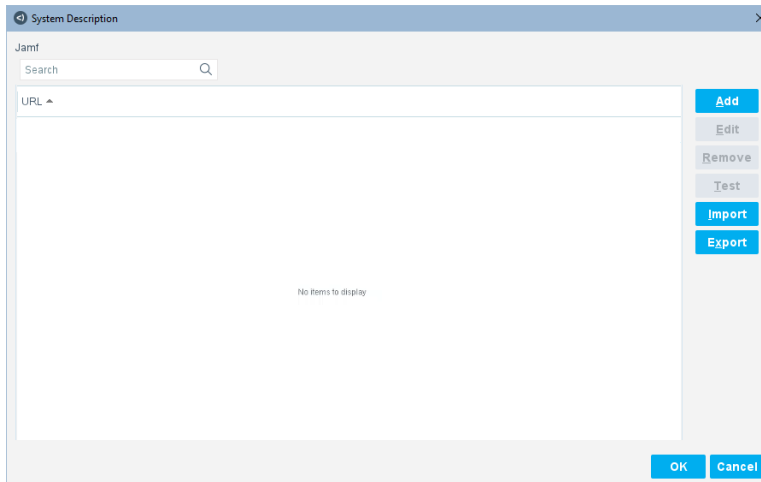 System Description
Jamf
Search
URL
Add
Edit
Remove
Test
Import
Export
No items to display
OK
Cancel